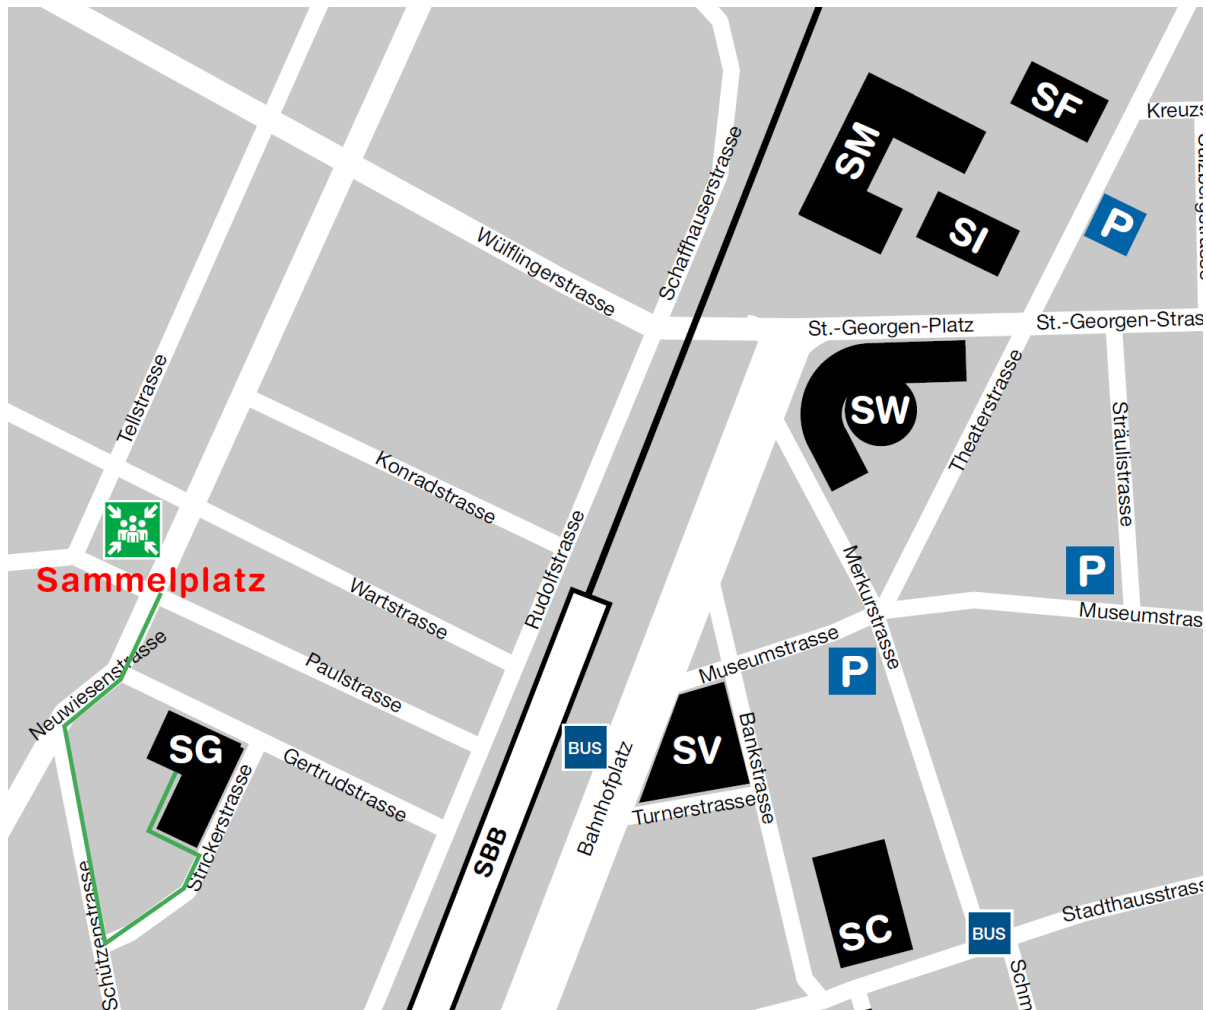 SF
Kreuzs
SM
Salzbergstrasse
P
SI
Schaffhauserstrasse
Wülflingerstrasse
St.-Georgen-Platz
St.-Georgen-Stras
Tellstrasse
SW
Theaterstrasse
Sträulistrasse
Konradstrasse
Sammelplatz
Rudolfstrasse
Wartstrasse
Merkurstrasse
P
Museumstras
Museumstrasse
P
Neuwiesenstrasse
Paulstrasse
SG
Gertrudstrasse
BUS
Bahnhofplatz
SV
Bankstrasse
Turnerstrasse
Strickerstrasse
SBB
Schützenstrasse
SC
BUS
Stadthausstrass
Schm